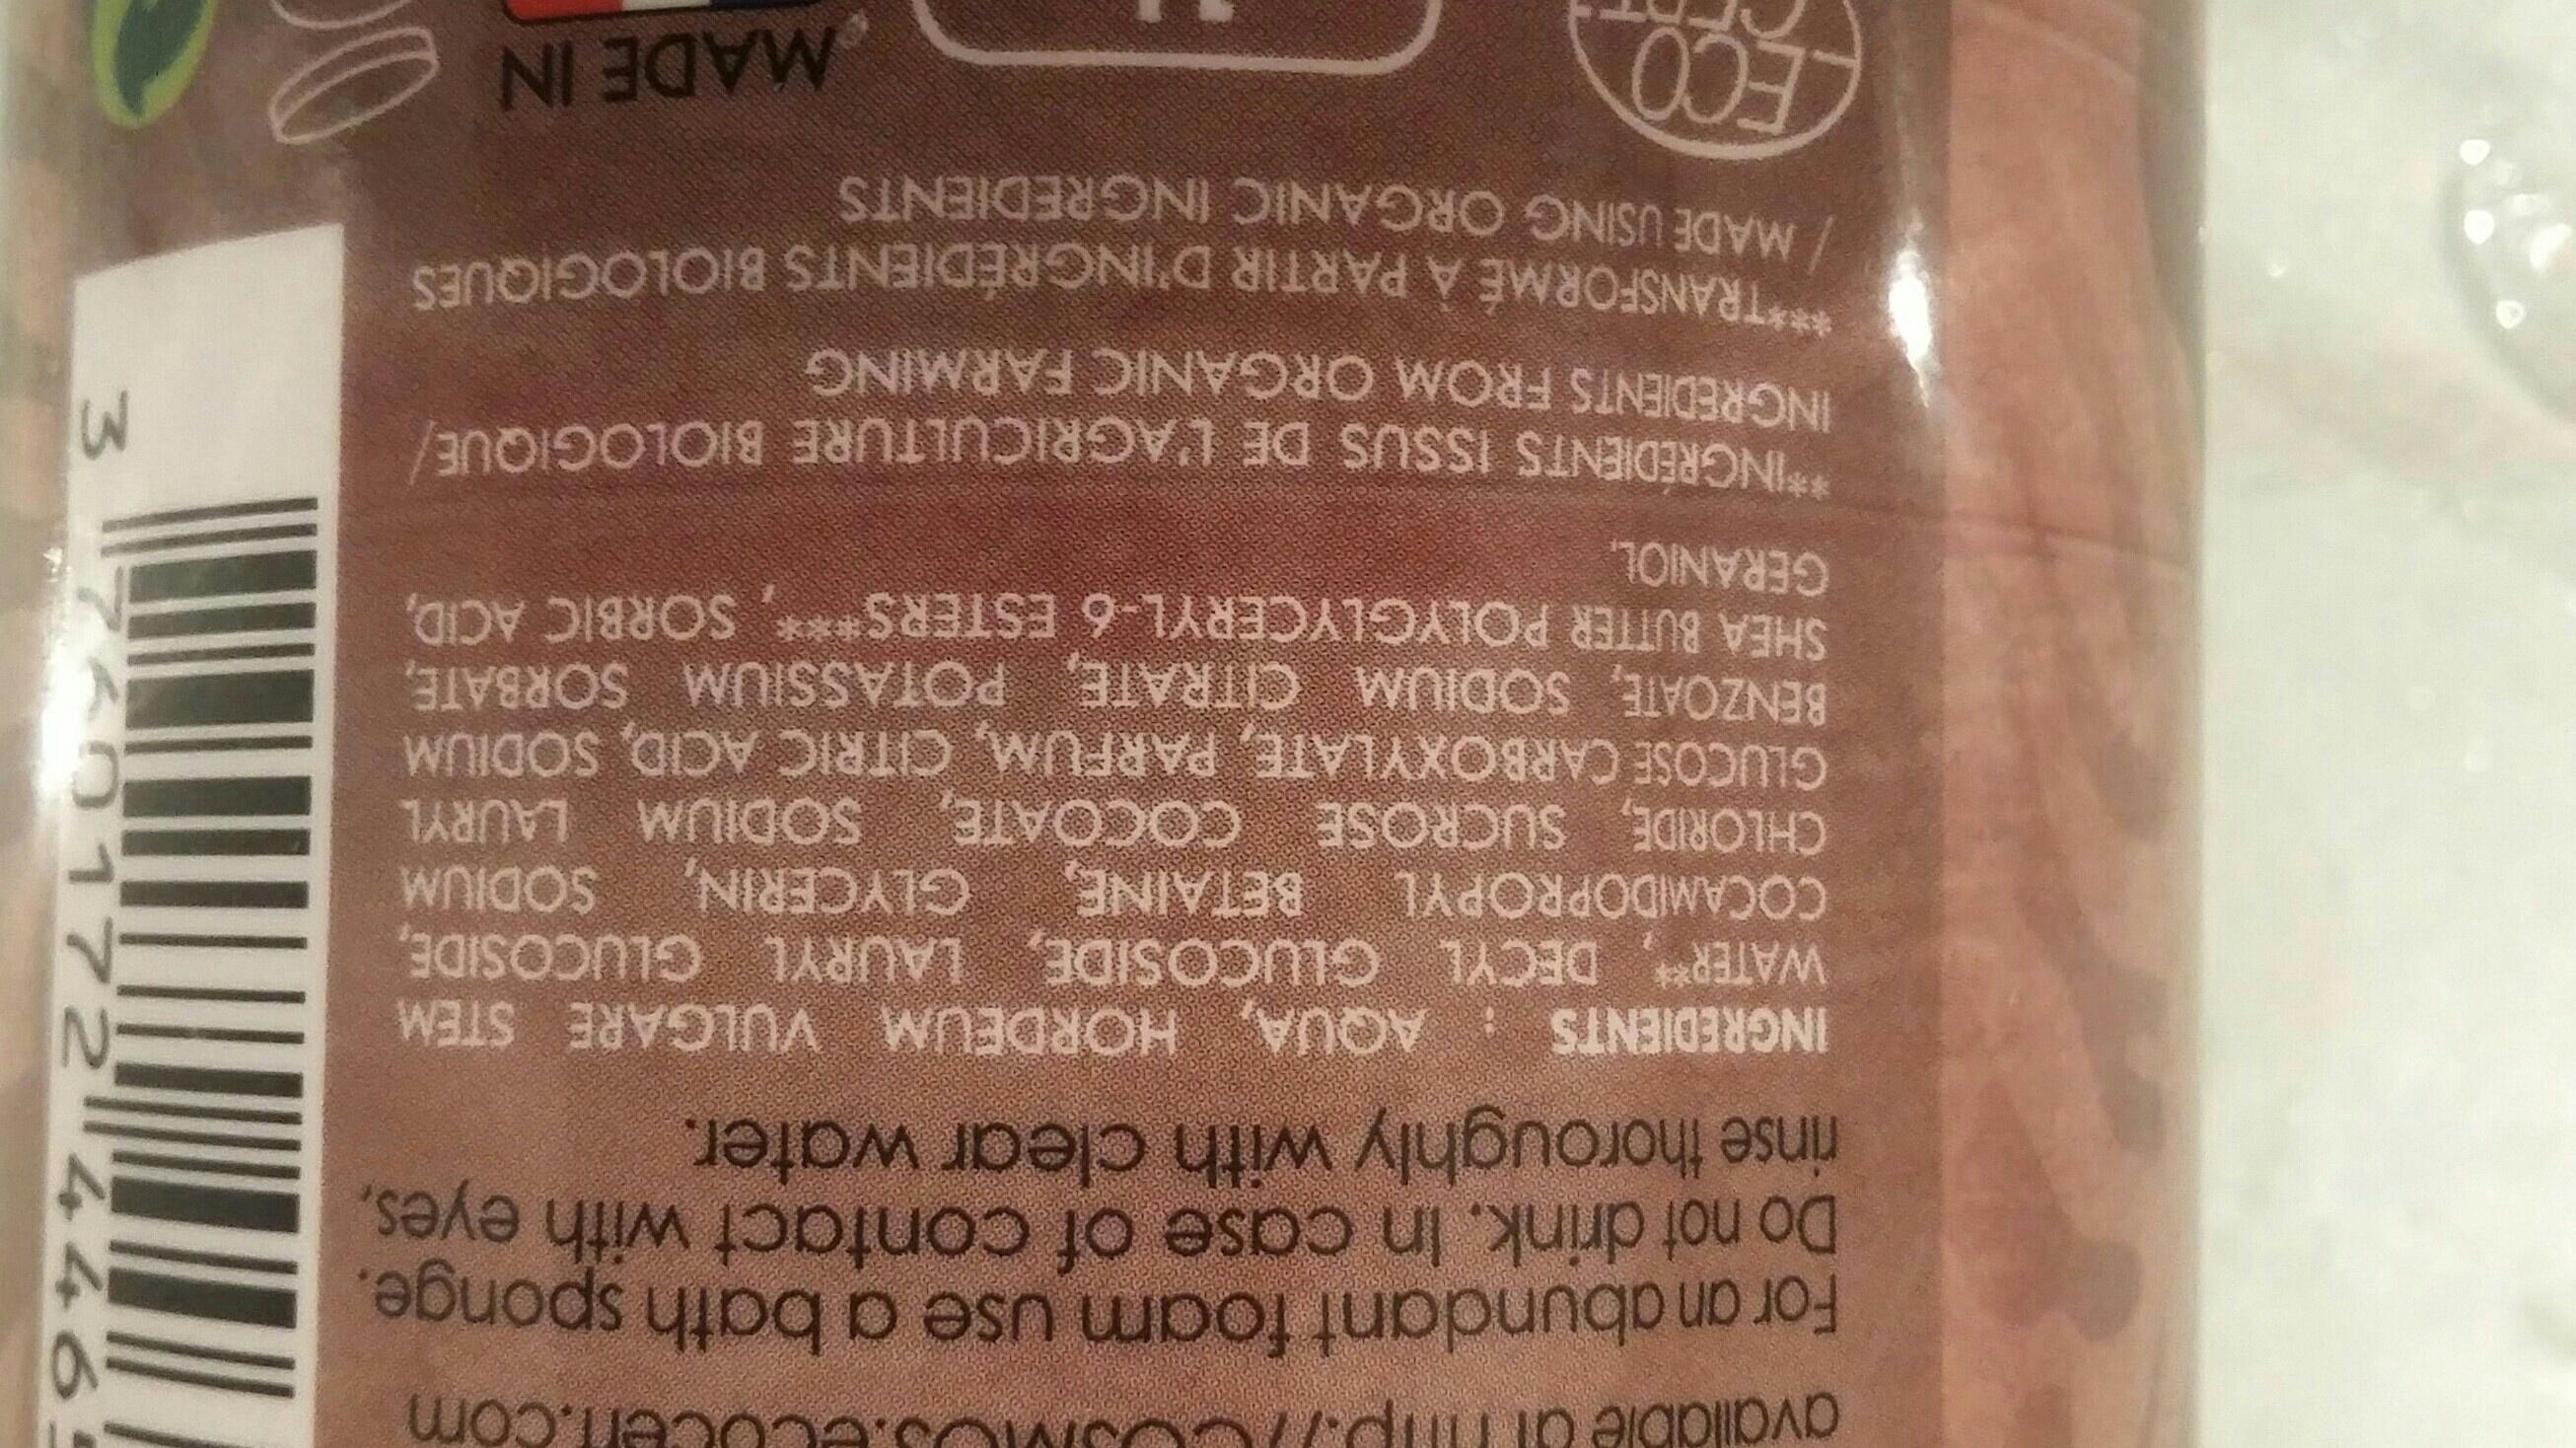 available at http://COSMOS.ecocert.com
For an abundant foam use a bath sponge.
Do not drink. In case of contact with eyes,
rinse thoroughly with clear water.
INGREDIENTS : AQUA, HORDEUM VULGARE STEM
WATER**, DECYL GLUCOSIDE, LAURYL GLUCOSIDE,
COCAMIDOPROPYL BETAINE, GLYCERIN, SODIUM
CHLORIDE, SUCROSE COCOATE, SODIUM LAURYL
GLUCOSE CARBOXYLATE, PARFUM, CITRIC ACID, SODIUM
BENZOATE, SODIUM CITRATE, POTASSIUM SORBATE,
SHEA BUTTER POLYGLYCERYL-6 ESTERS***, SORBIC ACID,
GERANIOL.
**INGRÉDIENTS ISSUS DE L'AGRICULTURE BIOLOGIQUE/
INGREDIENTS FROM ORGANIC FARMING
***TRANSFORMÉ À PARTIR D'INGRÉDIENTS BIOLOGIQUES
/ MADE USING ORGANIC INGREDIENTS
ECO
CERT
MADE IN
3 760172 446